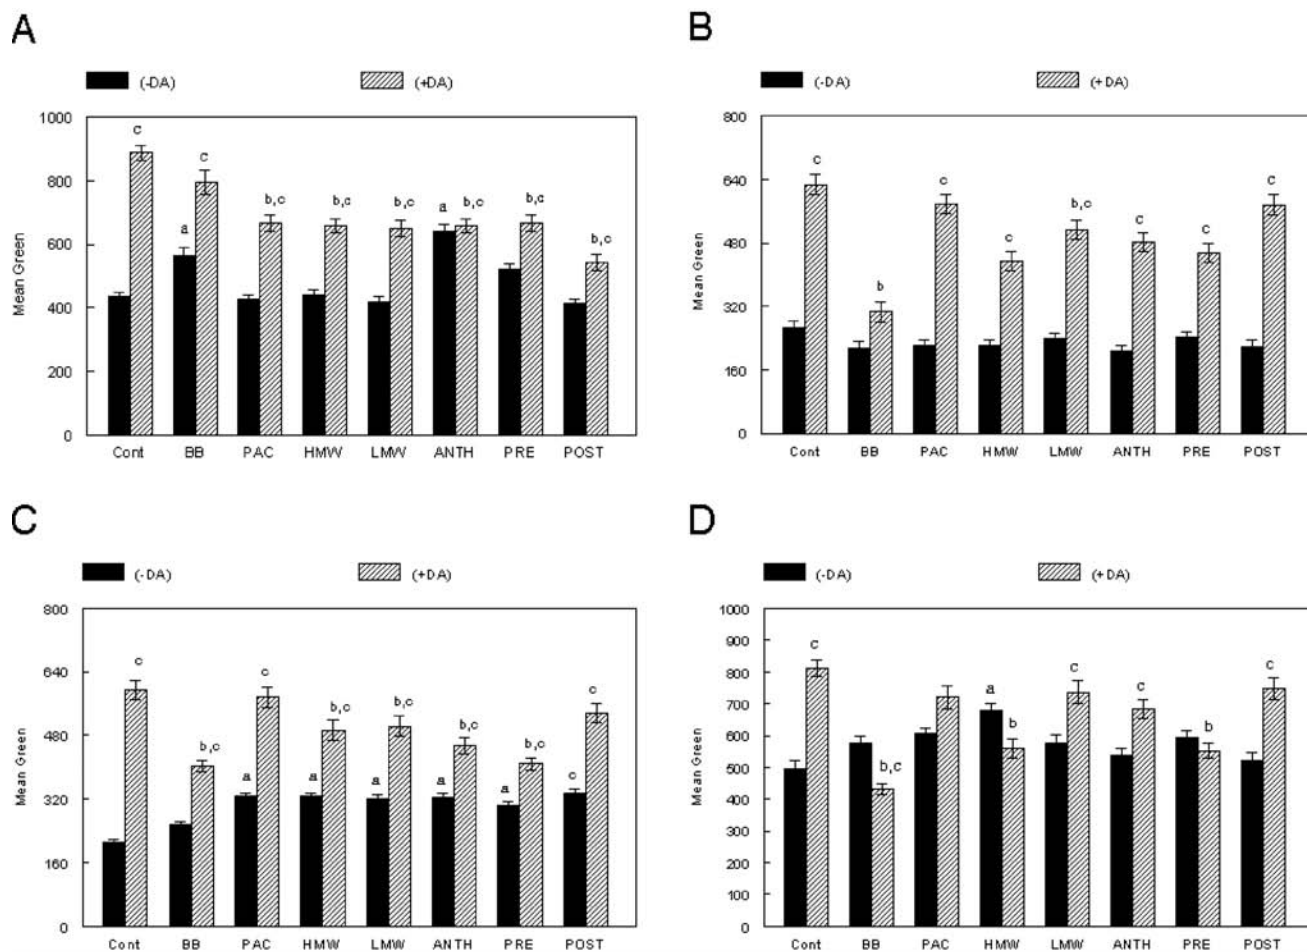 A
(-DA) (+DA)
Mean Green
1000
800
600
400
200
0
c
a c
b,c
b,c
b,c
a b,c
b,c
b,c
Cont BB PAC HMW LMW ANTH PRE POST
B
(-DA) (+DA)
Mean Green
800
640
480
320
160
0
c
b
c
c
b,c
c
c
c
Cont BB PAC HMW LMW ANTH PRE POST
C
(-DA) (+DA)
Mean Green
800
640
480
320
160
0
c
b,c
a c
a b,c
a b,c
a b,c
a b,c
c c
Cont BB PAC HMW LMW ANTH PRE POST
D
(-DA) (+DA)
Mean Green
1000
900
800
700
600
500
400
300
200
100
0
c
b,c
a b
c
c
b
c
Cont BB PAC HMW LMW ANTH PRE POST